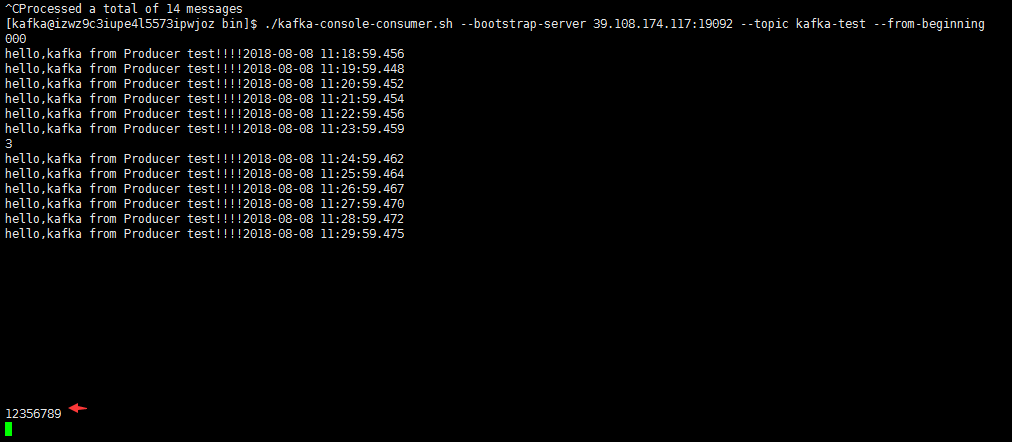 ^CProcessed a total of 14 messages
[kafka@izwz9c3iupe4l5573ipwjoz bin]$ ./kafka-console-consumer.sh --bootstrap-server 39.108.174.117:19092 --topic kafka-test --from-beginning
000
hello,kafka from Producer test!!!!2018-08-08 11:18:59.456
hello,kafka from Producer test!!!!2018-08-08 11:19:59.448
hello,kafka from Producer test!!!!2018-08-08 11:20:59.452
hello,kafka from Producer test!!!!2018-08-08 11:21:59.454
hello,kafka from Producer test!!!!2018-08-08 11:22:59.456
hello,kafka from Producer test!!!!2018-08-08 11:23:59.459
3
hello,kafka from Producer test!!!!2018-08-08 11:24:59.462
hello,kafka from Producer test!!!!2018-08-08 11:25:59.464
hello,kafka from Producer test!!!!2018-08-08 11:26:59.467
hello,kafka from Producer test!!!!2018-08-08 11:27:59.470
hello,kafka from Producer test!!!!2018-08-08 11:28:59.472
hello,kafka from Producer test!!!!2018-08-08 11:29:59.475
12356789